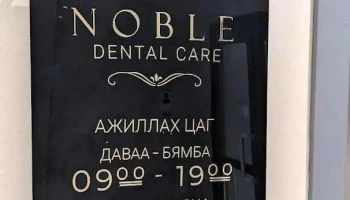 NOBLE
DENTAL CARE
АЖИЛЛАХ ЦАГ
ДАВАА - БЯМБА
09⁰⁰ - 19⁰⁰